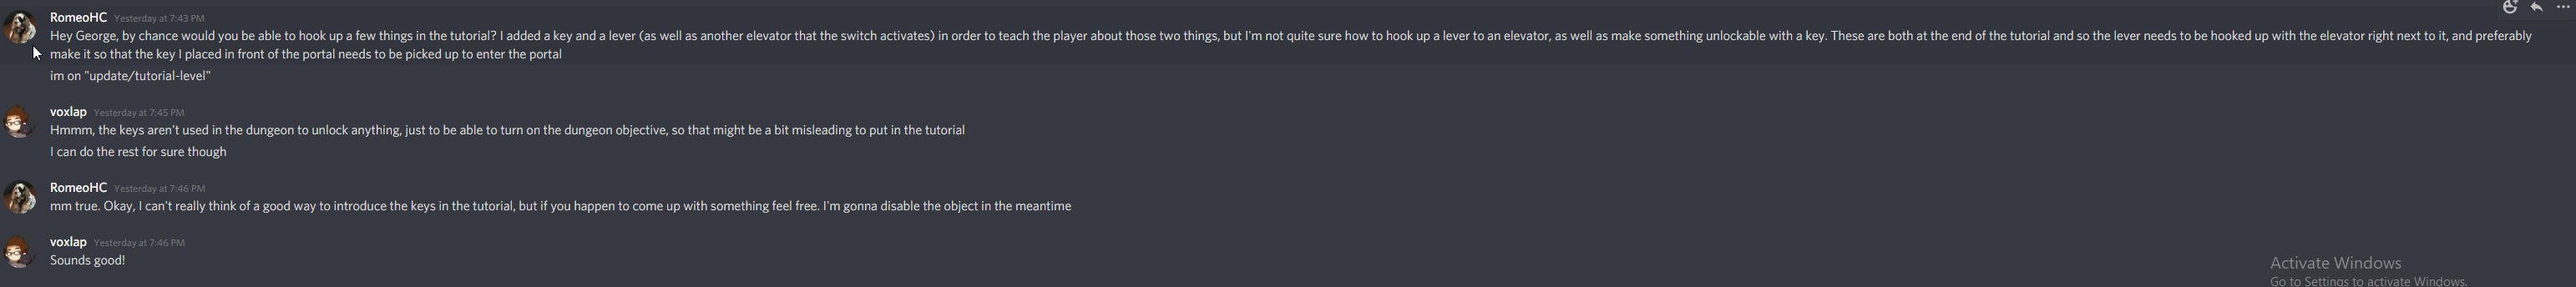 RomeoHC Yesterday at 7:43 PM
Hey George, by chance would you be able to hook up a few things in the tutorial? I added a key and a lever (as well as another elevator that the switch activates) in order to teach the player about those two things, but I'm not quite sure how to hook up a lever to an elevator, as well as make something unlockable with a key. These are both at the end of the tutorial and so the lever needs to be hooked up with the elevator right next to it, and preferably
make it so that the key I placed in front of the portal needs to be picked up to enter the portal
im on "update/tutorial-level"
voxlap Yesterday at 7:45 PM
Hmmm, the keys aren't used in the dungeon to unlock anything, just to be able to turn on the dungeon objective, so that might be a bit misleading to put in the tutorial
I can do the rest for sure though
RomeoHC Yesterday at 7:46 PM
mm true. Okay, I can't really think of a good way to introduce the keys in the tutorial, but if you happen to come up with something feel free. I'm gonna disable the object in the meantime
voxlap Yesterday at 7:46 PM
Sounds good!
Activate Windows
Go to Settings to activate Windows.